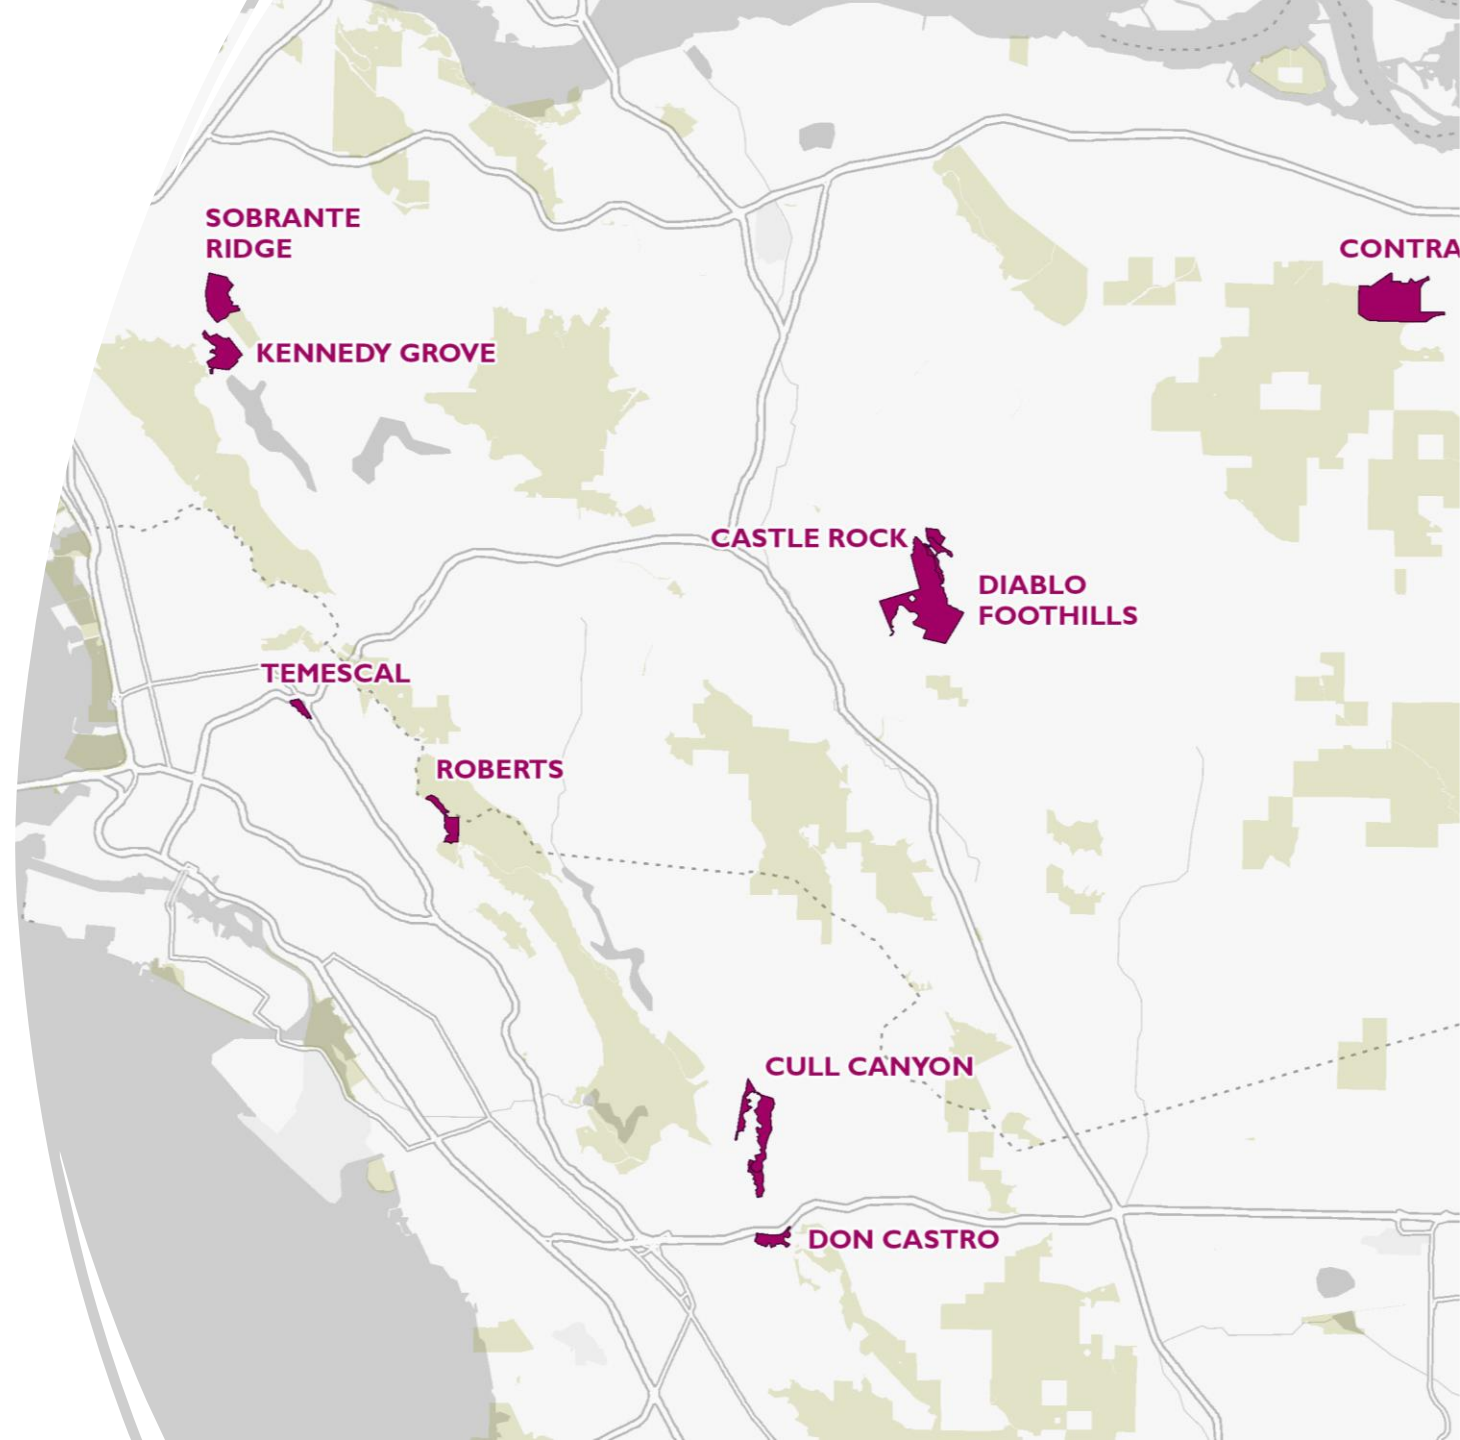 SOBRANTE
RIDGE
CONTRA
KENNEDY GROVE
CASTLE ROCK
DIABLO
FOOTHILLS
TEMESCAL
ROBERTS
CULL CANYON
DON CASTRO